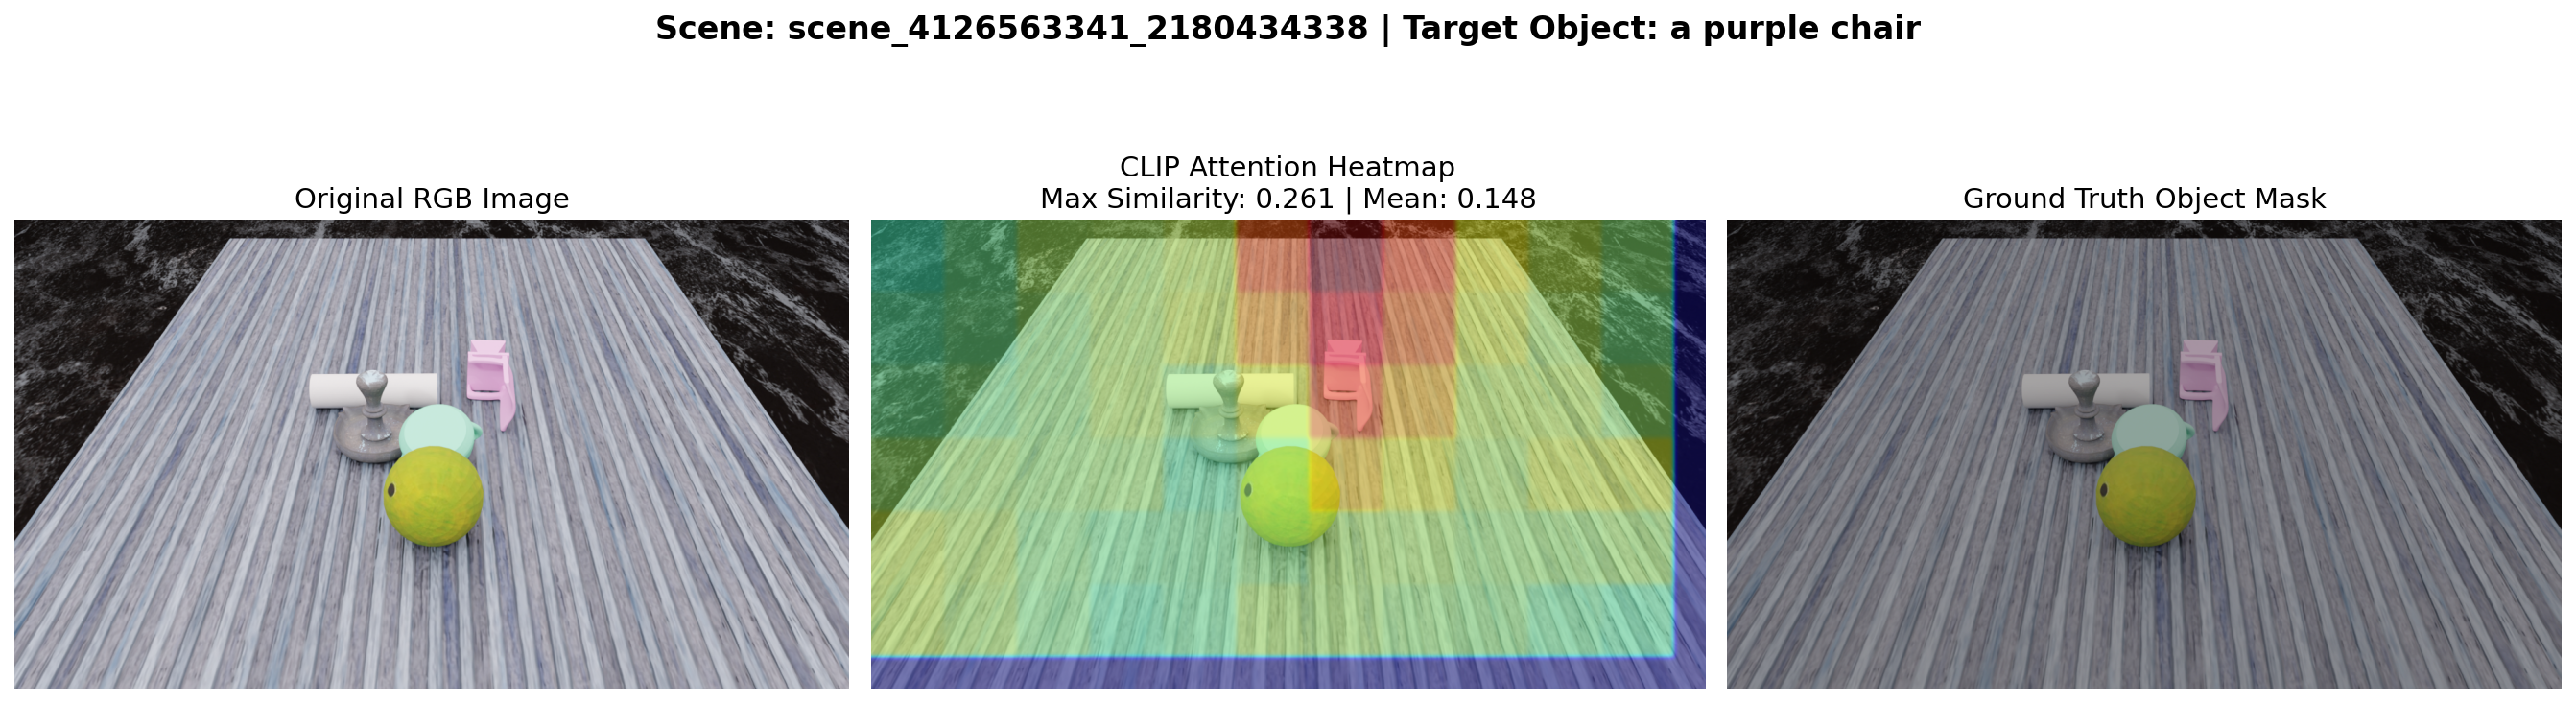 Scene: scene_4126563341_2180434338 | Target Object: a purple chair
Original RGB Image
CLIP Attention Heatmap
Max Similarity: 0.261 | Mean: 0.148
Ground Truth Object Mask